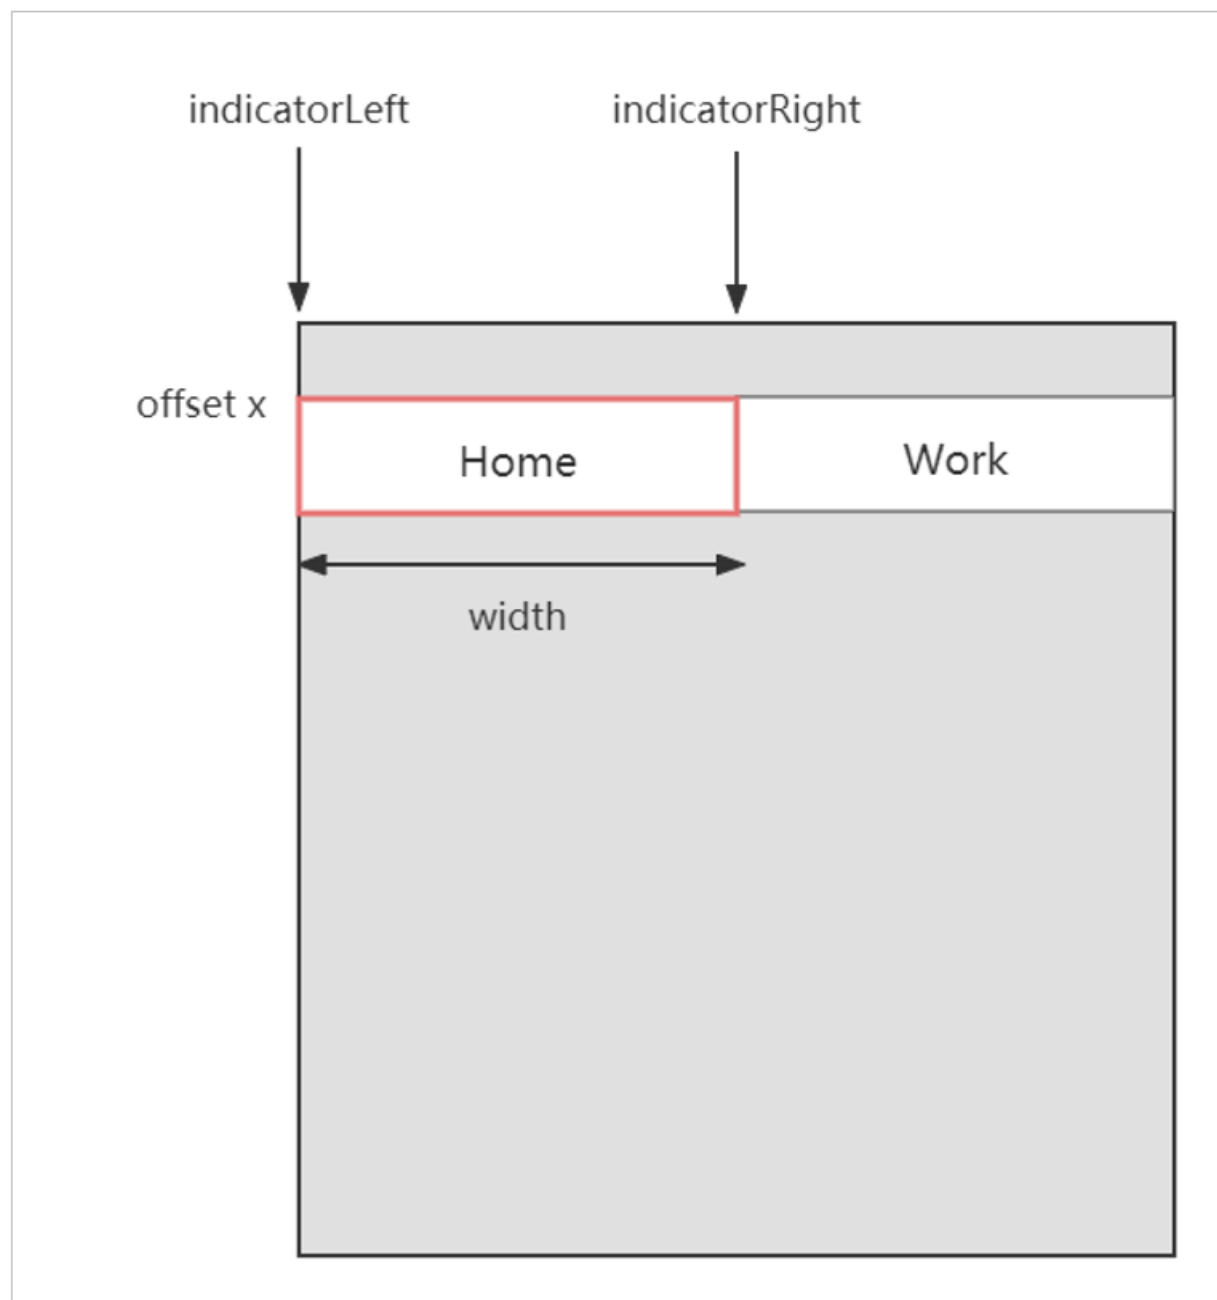 indicatorLeft
indicatorRight
offset x
Home
Work
width